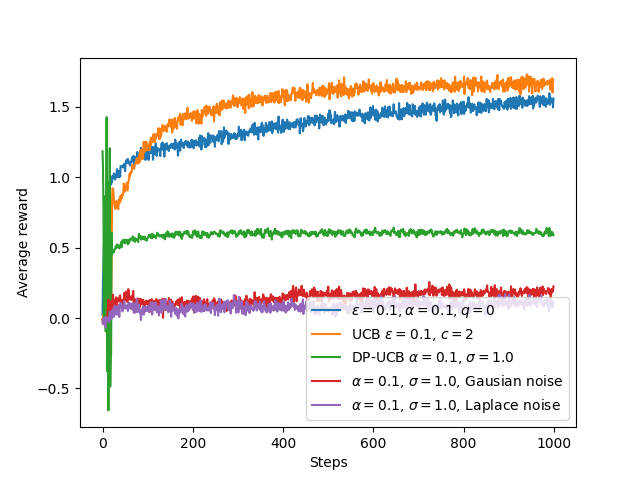 1.5
1.0
0.5
0.0
−0.5
Average reward
0
200
400
600
800
1000
Steps
ε = 0.1, α = 0.1, q = 0
UCB ε = 0.1, c = 2
DP-UCB α = 0.1, σ = 1.0
α = 0.1, σ = 1.0, Gausian noise
α = 0.1, σ = 1.0, Laplace noise